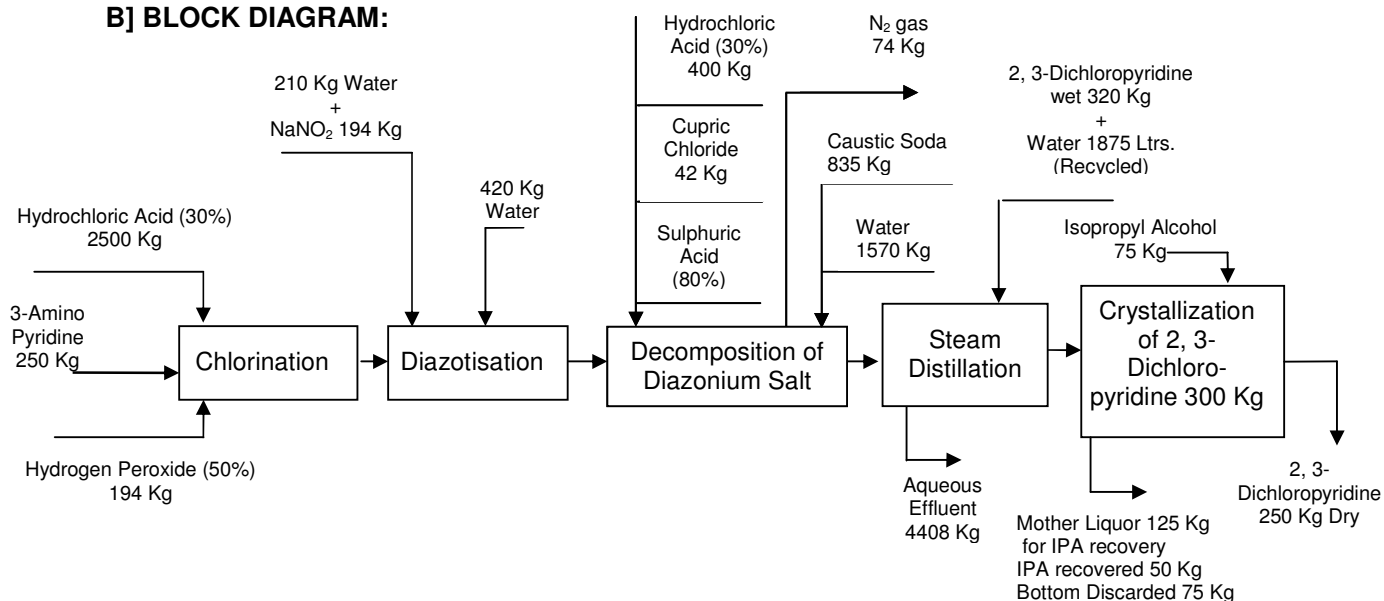 B] BLOCK DIAGRAM:
210 Kg Water
+
NaNO₂ 194 Kg
420 Kg
Water
Hydrochloric Acid (30%)
2500 Kg
3-Amino
Pyridine
250 Kg
Hydrogen Peroxide (50%)
194 Kg
Chlorination
Diazotisation
Hydrochloric
Acid (30%)
400 Kg
Cupric
Chloride
42 Kg
Sulphuric
Acid
(80%)
N₂ gas
74 Kg
Caustic Soda
835 Kg
Water
1570 Kg
Decomposition of
Diazonium Salt
2, 3-Dichloropyridine
wet 320 Kg
+
Water 1875 Ltrs.
(Recycled)
Steam
Distillation
Aqueous
Effluent
4408 Kg
Isopropyl Alcohol
75 Kg
Crystallization
of 2, 3-
Dichloro-
pyridine 300 Kg
Mother Liquor 125 Kg
for IPA recovery
IPA recovered 50 Kg
Bottom Discarded 75 Kg
2, 3-
Dichloropyridine
250 Kg Dry